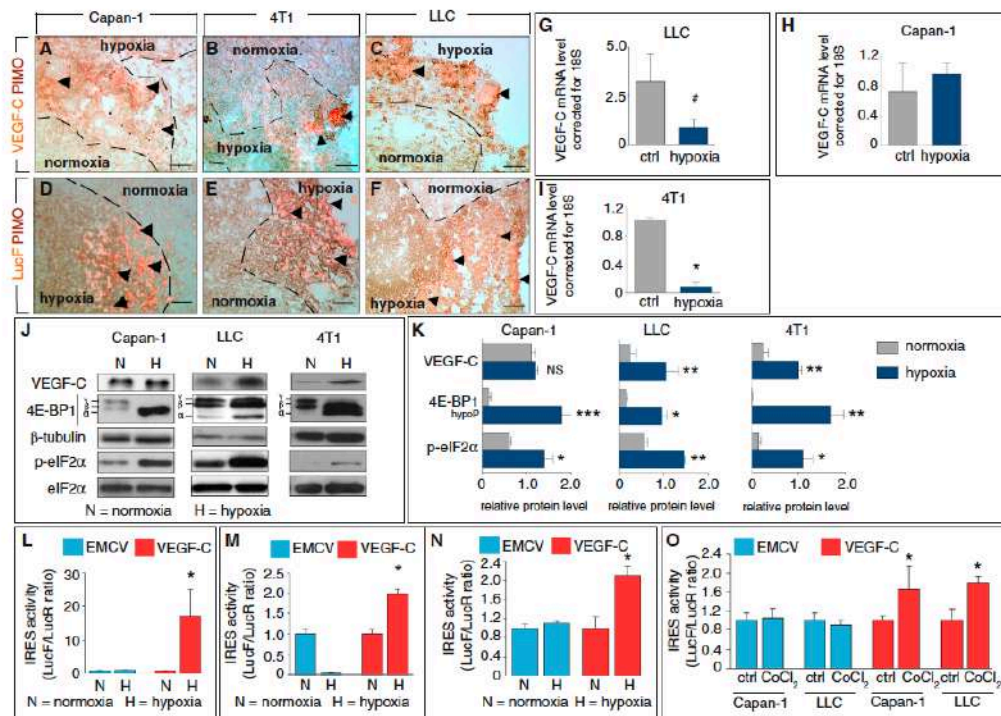 Capan-1 4T1 LLC
VEGF-C PIMO
A hypoxia normoxia
B normoxia hypoxia
C hypoxia normoxia
LucF PIMO
D normoxia hypoxia
E hypoxia normoxia
F normoxia hypoxia
G LLC
VEGF-C mRNA level
corrected for 18S
5.0
2.5
0
#
ctrl hypoxia
H Capan-1
VEGF-C mRNA level
corrected for 18S
1.2
0.8
0.4
0
ctrl hypoxia
I 4T1
VEGF-C mRNA level
corrected for 18S
1.2
0.8
0.4
0
*
ctrl hypoxia
J Capan-1 LLC 4T1
N H N H N H
VEGF-C
4E-BP1 γ β α γ β α
β-tubulin
p-eIF2α
eIF2α
N = normoxia H = hypoxia
K Capan-1 LLC 4T1
normoxia
hypoxia
VEGF-C NS ** **
4E-BP1
hypoP *** * **
p-eIF2α * ** *
0 1.0 2.0 0 1.0 2.0 0 1.0 2.0
relative protein level relative protein level relative protein level
L EMCV VEGF-C
IRES activity
(LucF/LucR ratio)
30
20
10
0
*
N H N H
N = normoxia H = hypoxia
M EMCV VEGF-C
IRES activity
(LucF/LucR ratio)
2.5
2.0
1.5
1.0
0.5
0
*
N H N H
N = normoxia H = hypoxia
N EMCV VEGF-C
IRES activity
(LucF/LucR ratio)
2.4
2.0
1.6
1.2
0.8
0.4
0
*
N H N H
N = normoxia H = hypoxia
O EMCV VEGF-C
IRES activity
(LucF/LucR ratio)
2.4
2.0
1.6
1.2
0.8
0.4
0
* *
ctrl CoCl2 ctrl CoCl2 ctrl CoCl2 ctrl CoCl2
Capan-1 LLC Capan-1 LLC